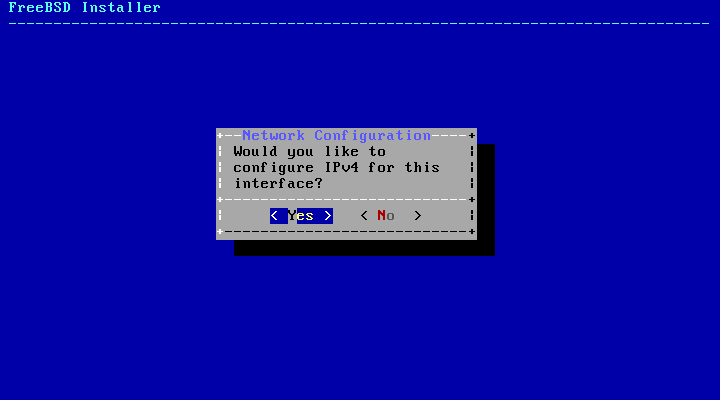 FreeBSD Installer
Network Configuration
Would you like to
configure IPv4 for this
interface?
< Yes > < No >